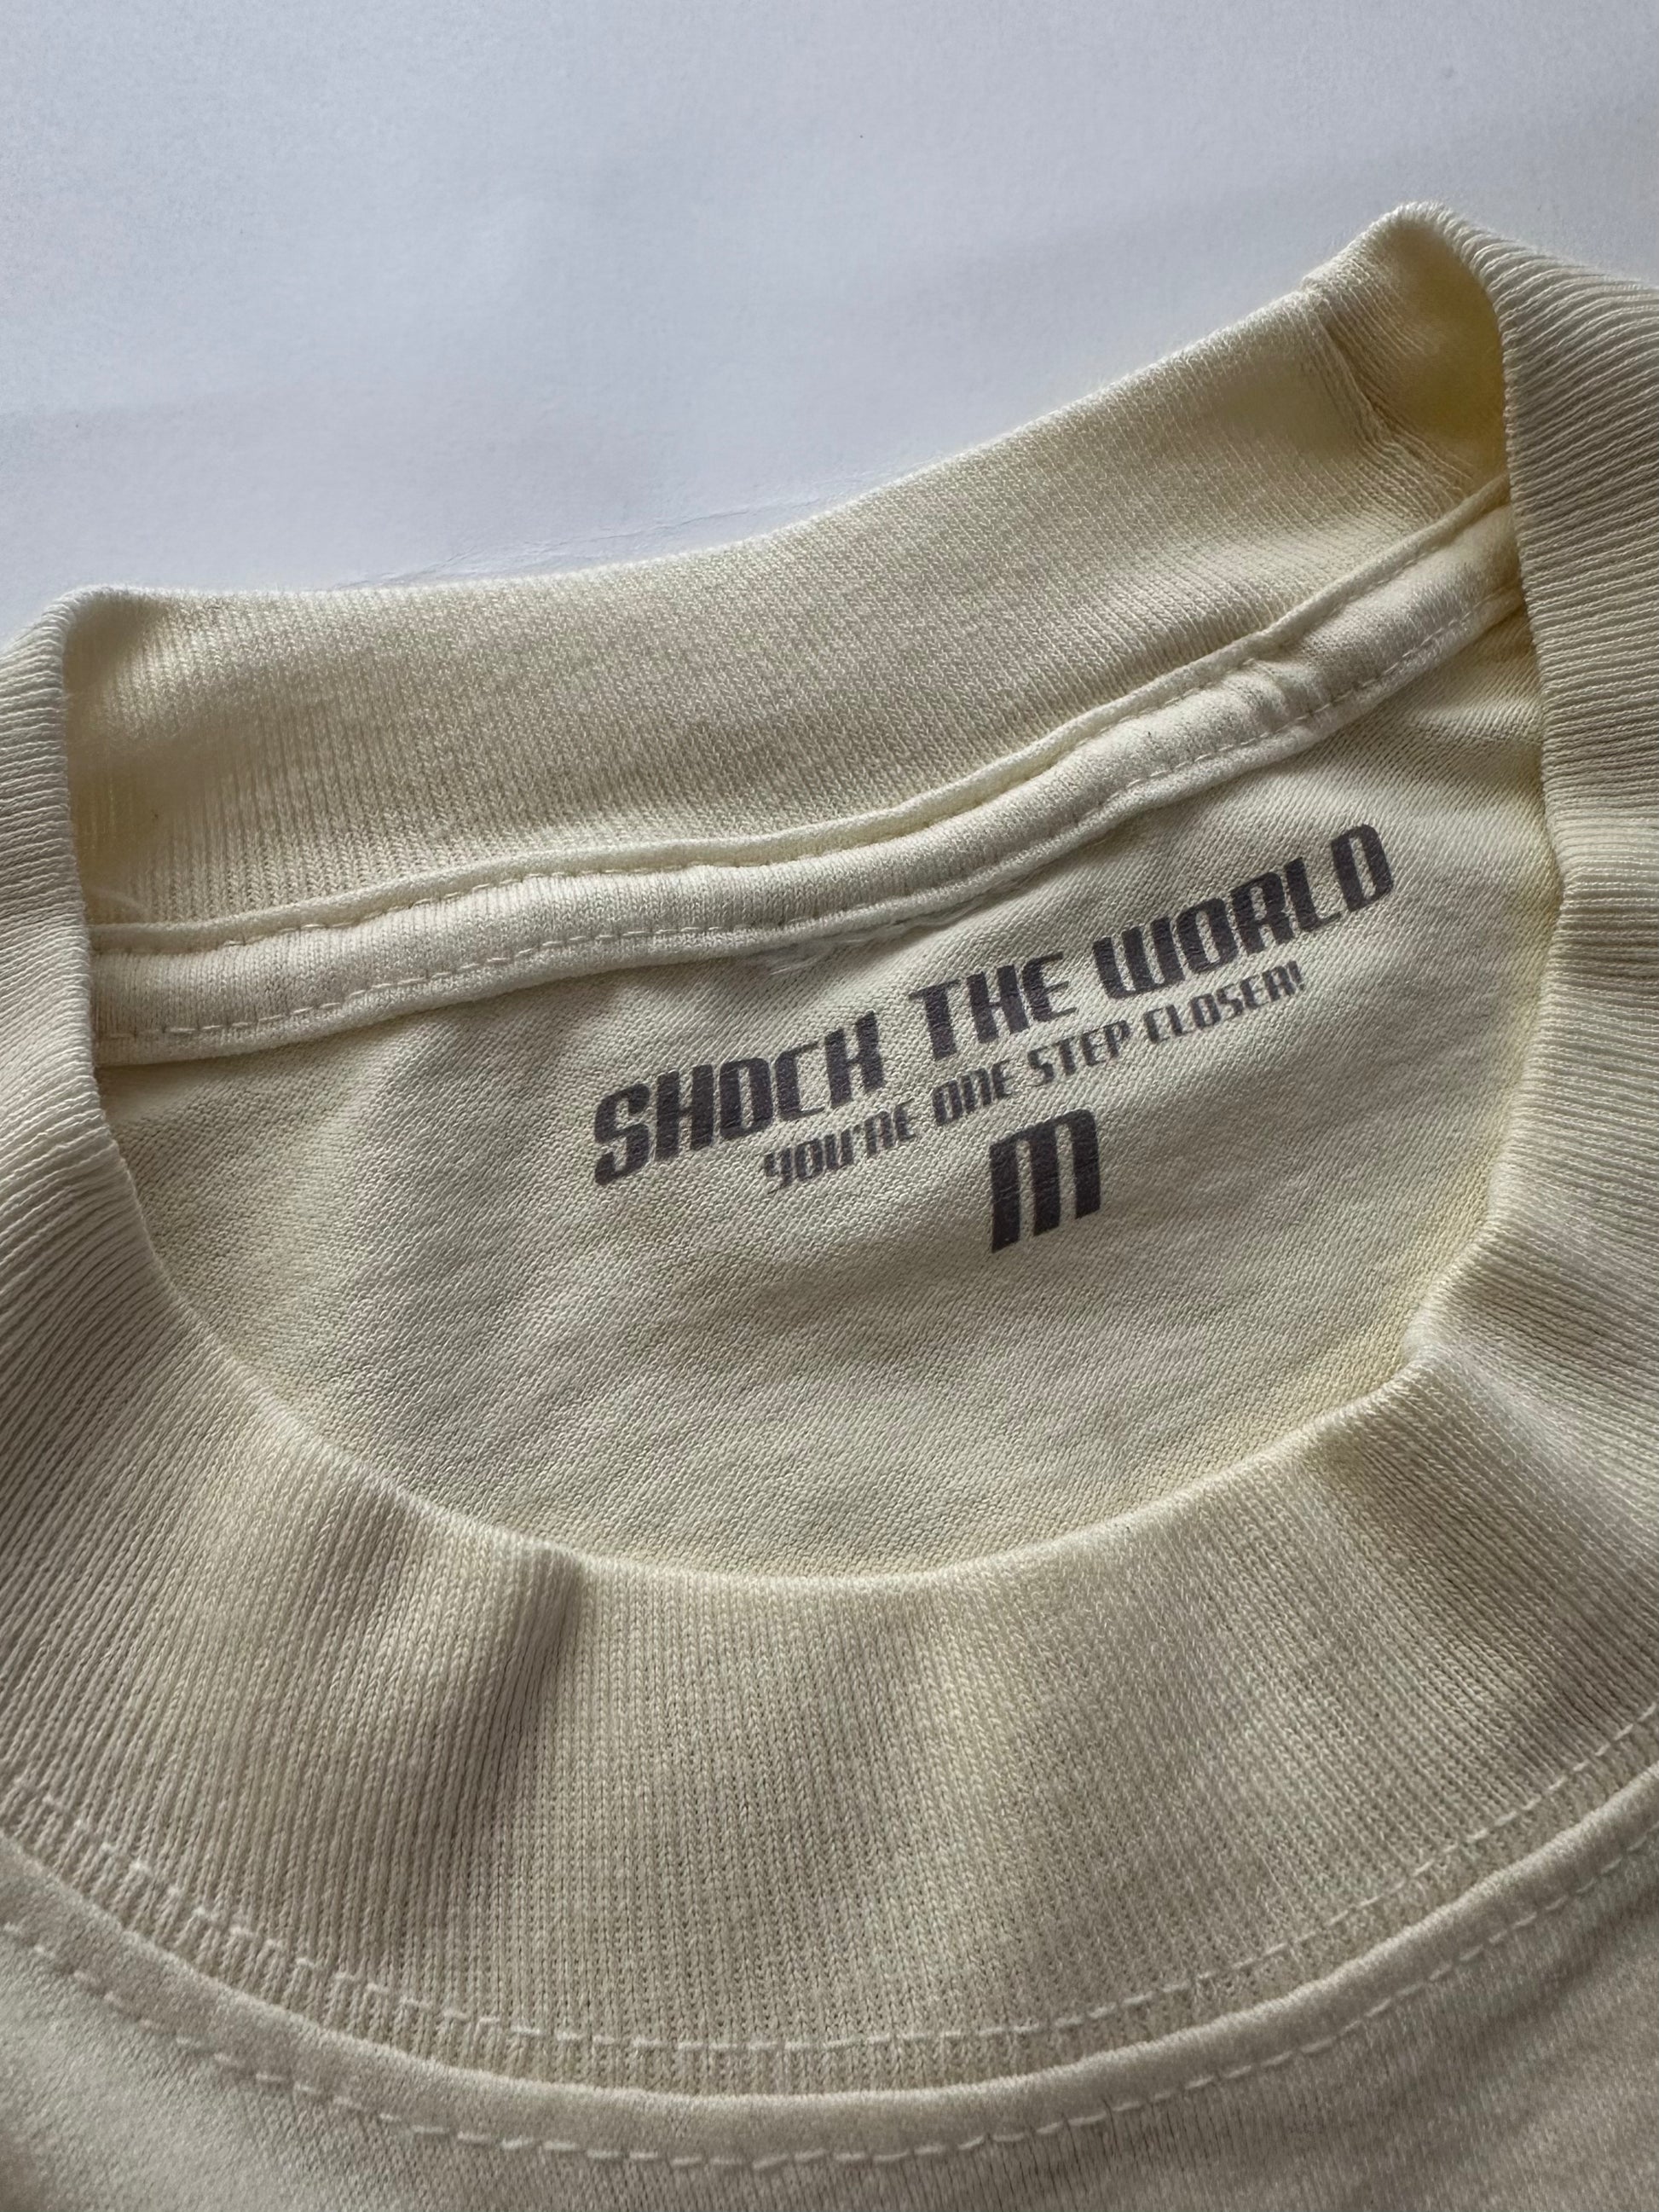 SHOCK THE WORLD
YOU'RE ONE STEP CLOSER!
M